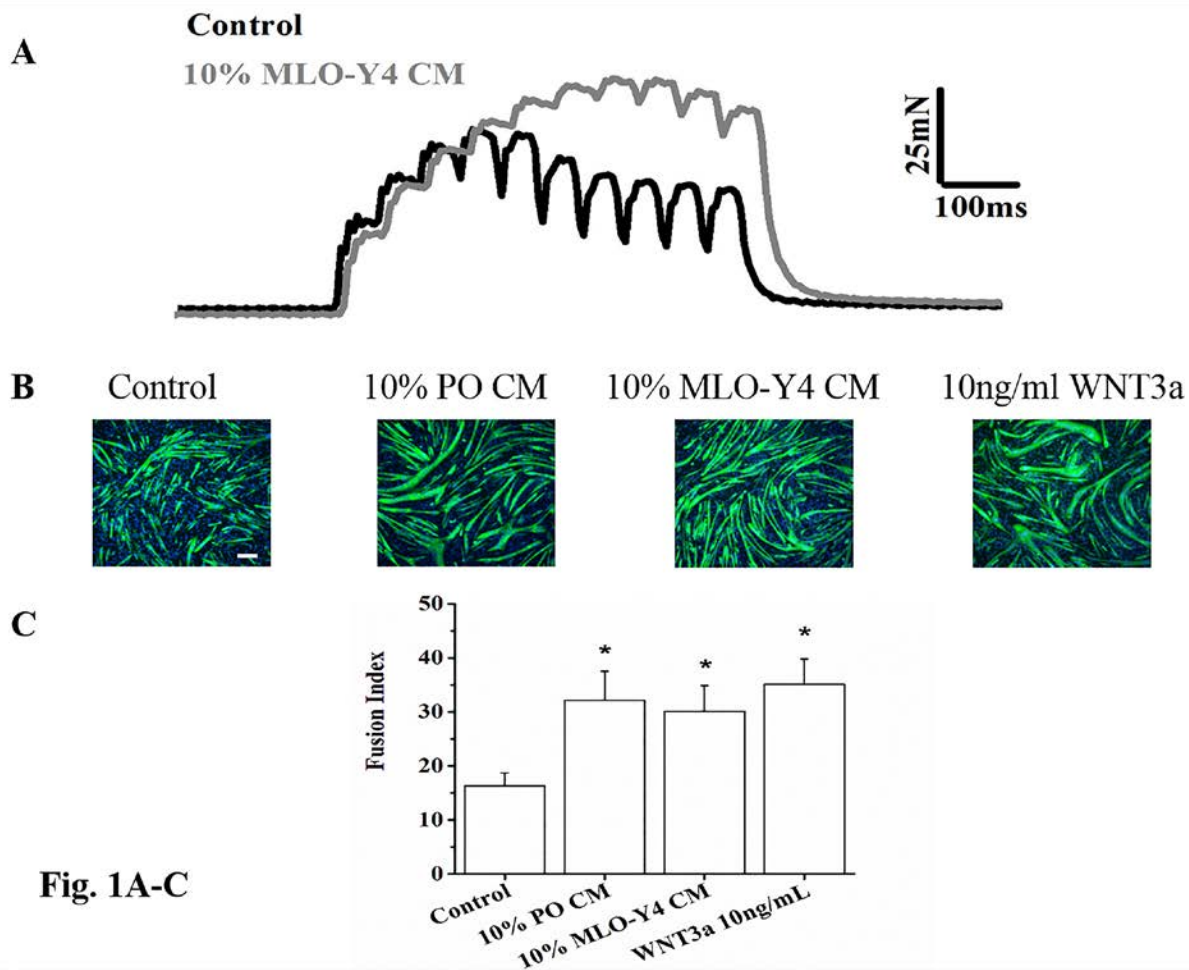 A
Control
10% MLO-Y4 CM
25mN
100ms
B
Control
10% PO CM
10% MLO-Y4 CM
10ng/ml WNT3a
C
Fusion Index
50
40
30
20
10
0
*
*
*
Control
10% PO CM
10% MLO-Y4 CM
WNT3a 10ng/mL
Fig. 1A-C